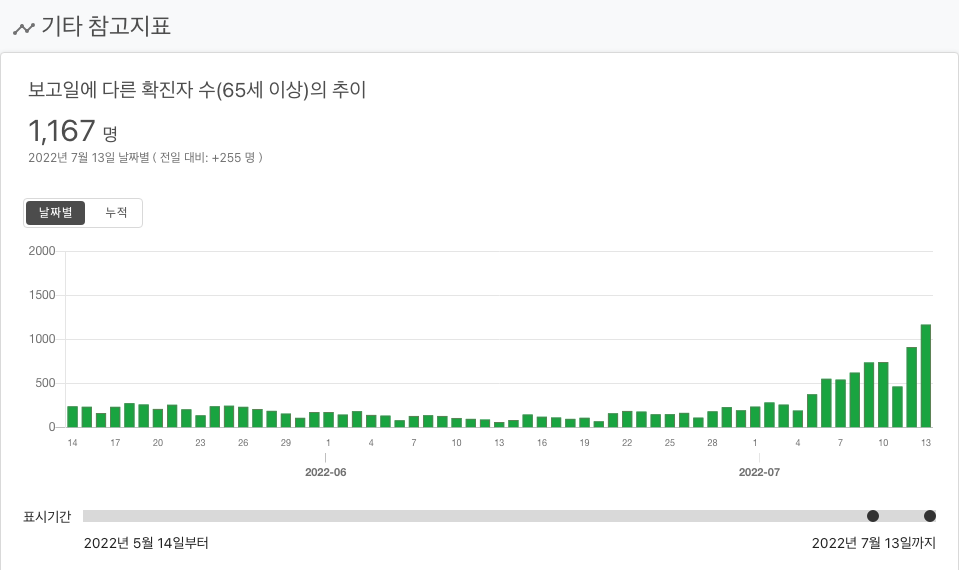 기타 참고지표
보고일에 다른 확진자 수(65세 이상)의 추이
1,167 명
2022년 7월 13일 날짜별 ( 전일 대비: +255 명 )
날짜별 누적
2000
1500
1000
500
0
14 17 20 23 26 29 1 4 7 10 13 16 19 22 25 28 1 4 7 10 13
2022-06 2022-07
표시기간
2022년 5월 14일부터 2022년 7월 13일까지